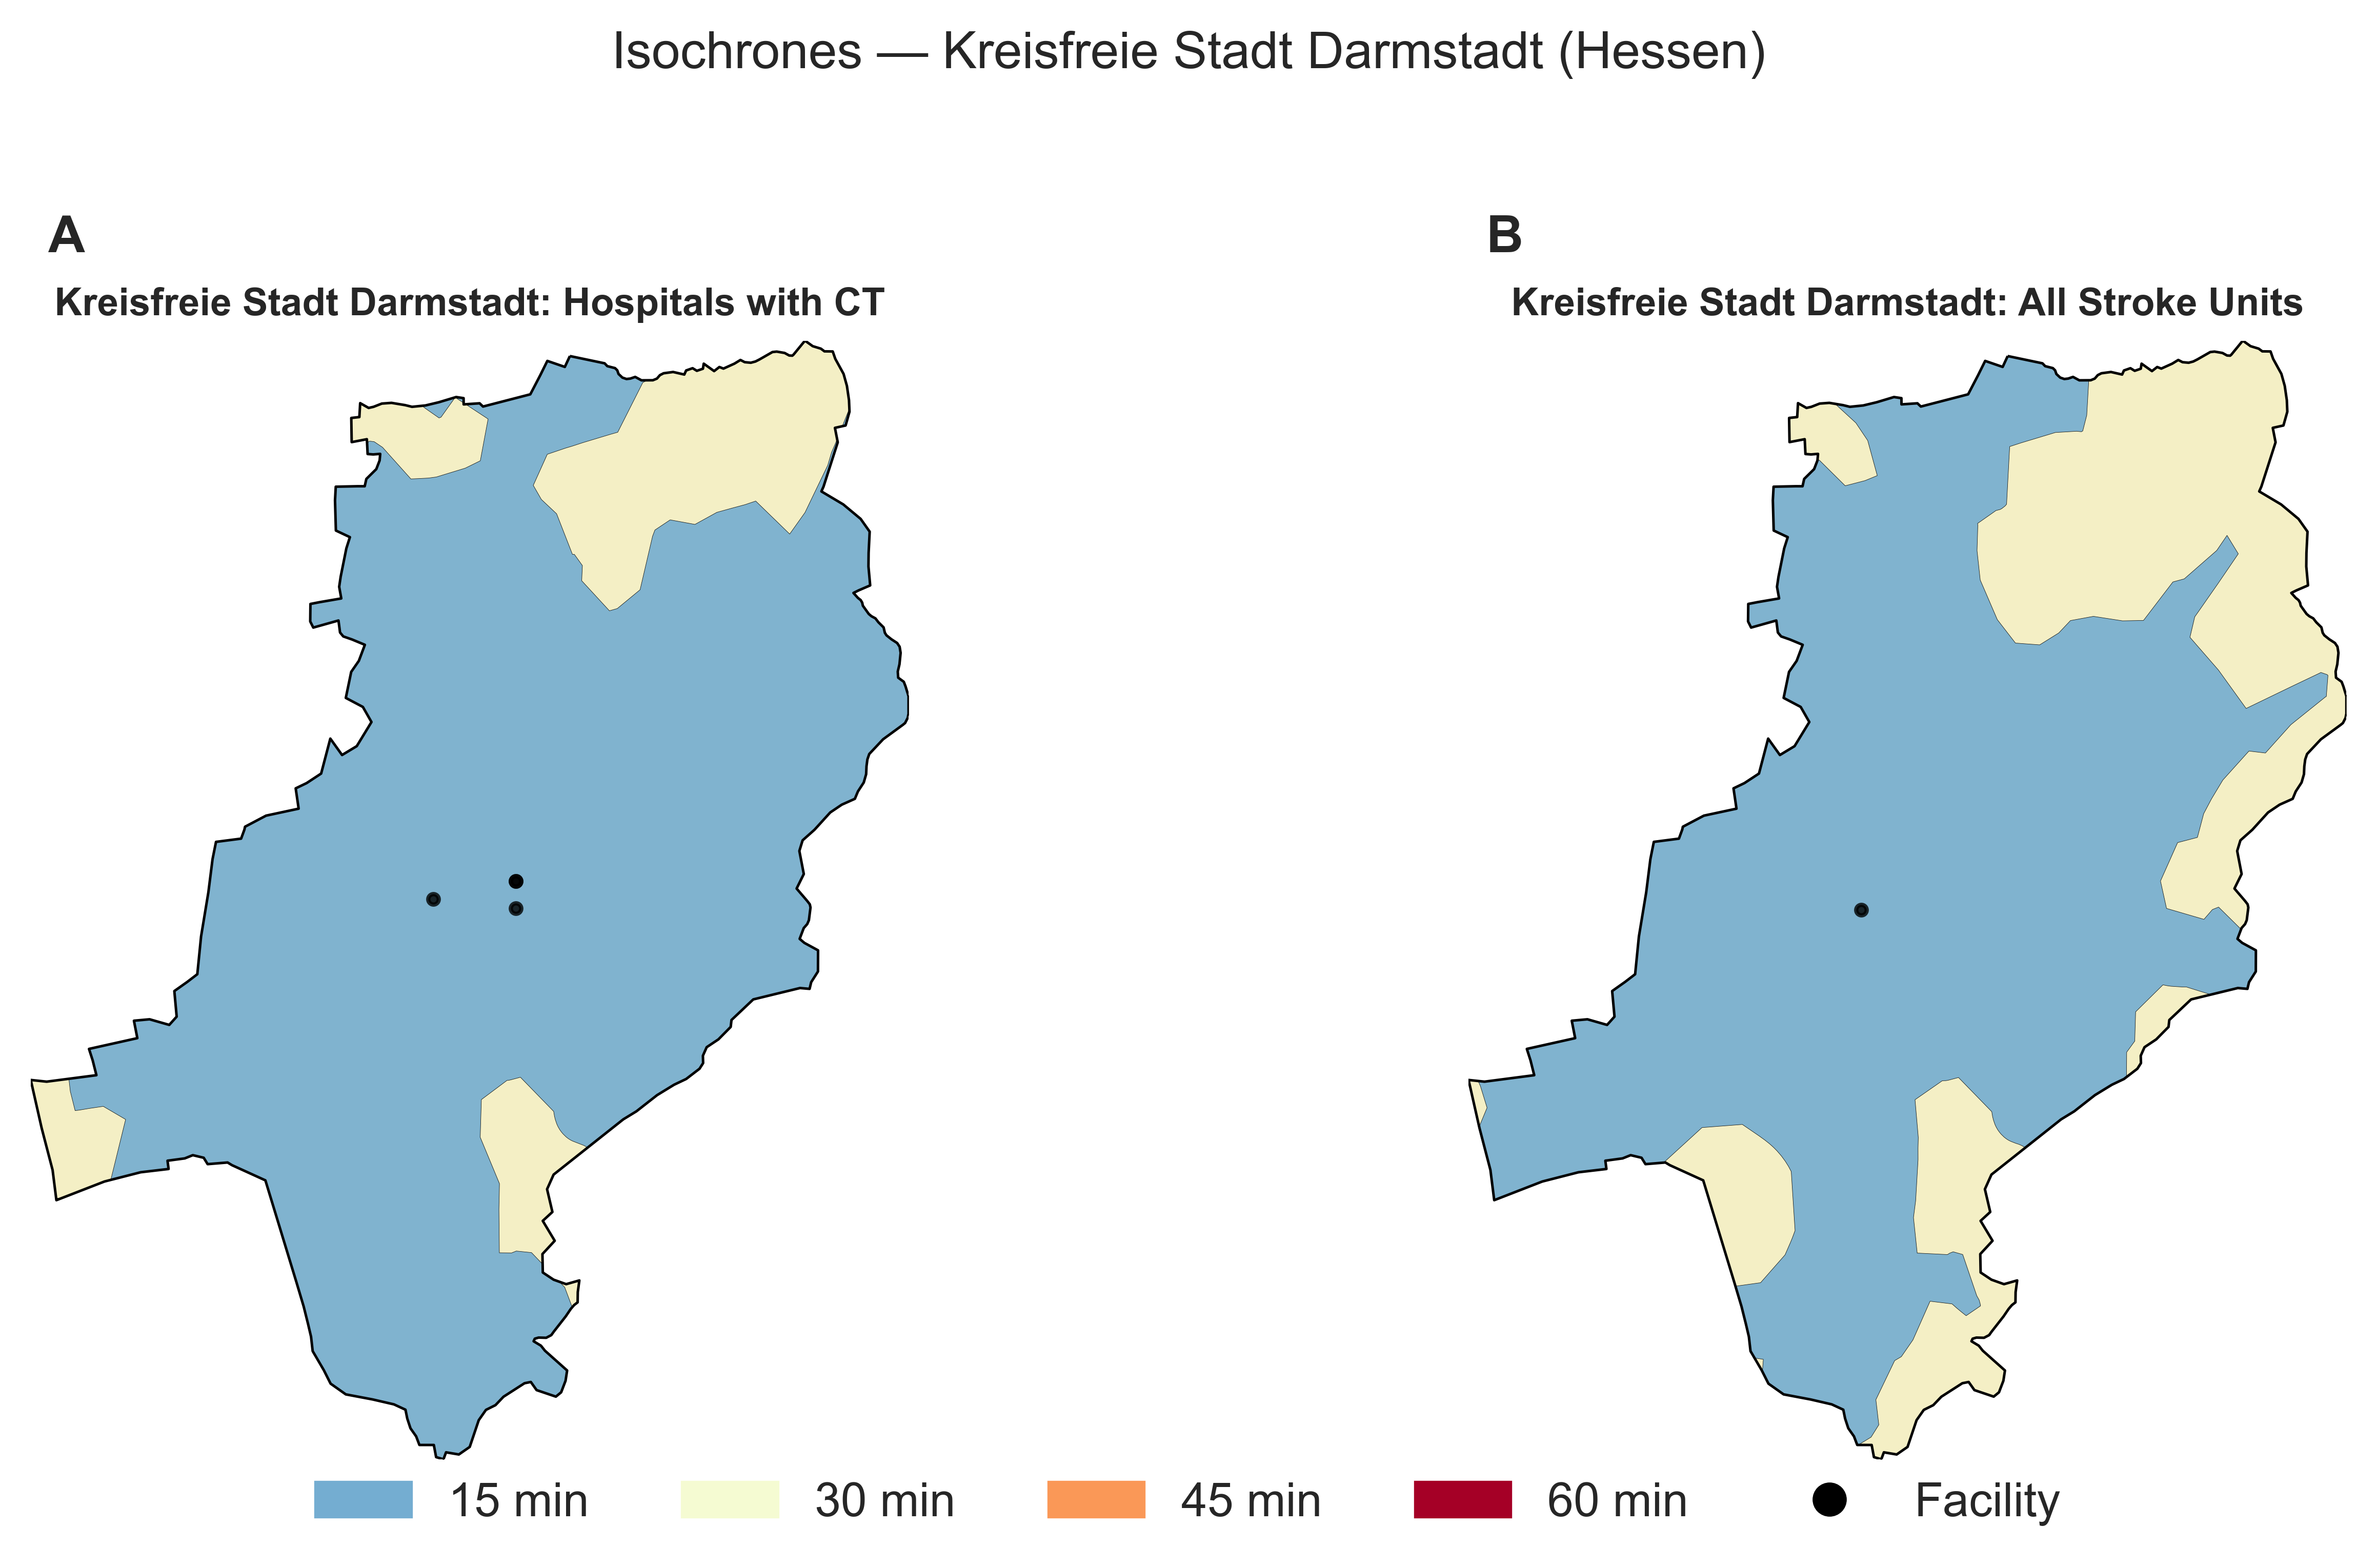 Isochrones — Kreisfreie Stadt Darmstadt (Hessen)
A
Kreisfreie Stadt Darmstadt: Hospitals with CT
B
Kreisfreie Stadt Darmstadt: All Stroke Units
15 min
30 min
45 min
60 min
Facility